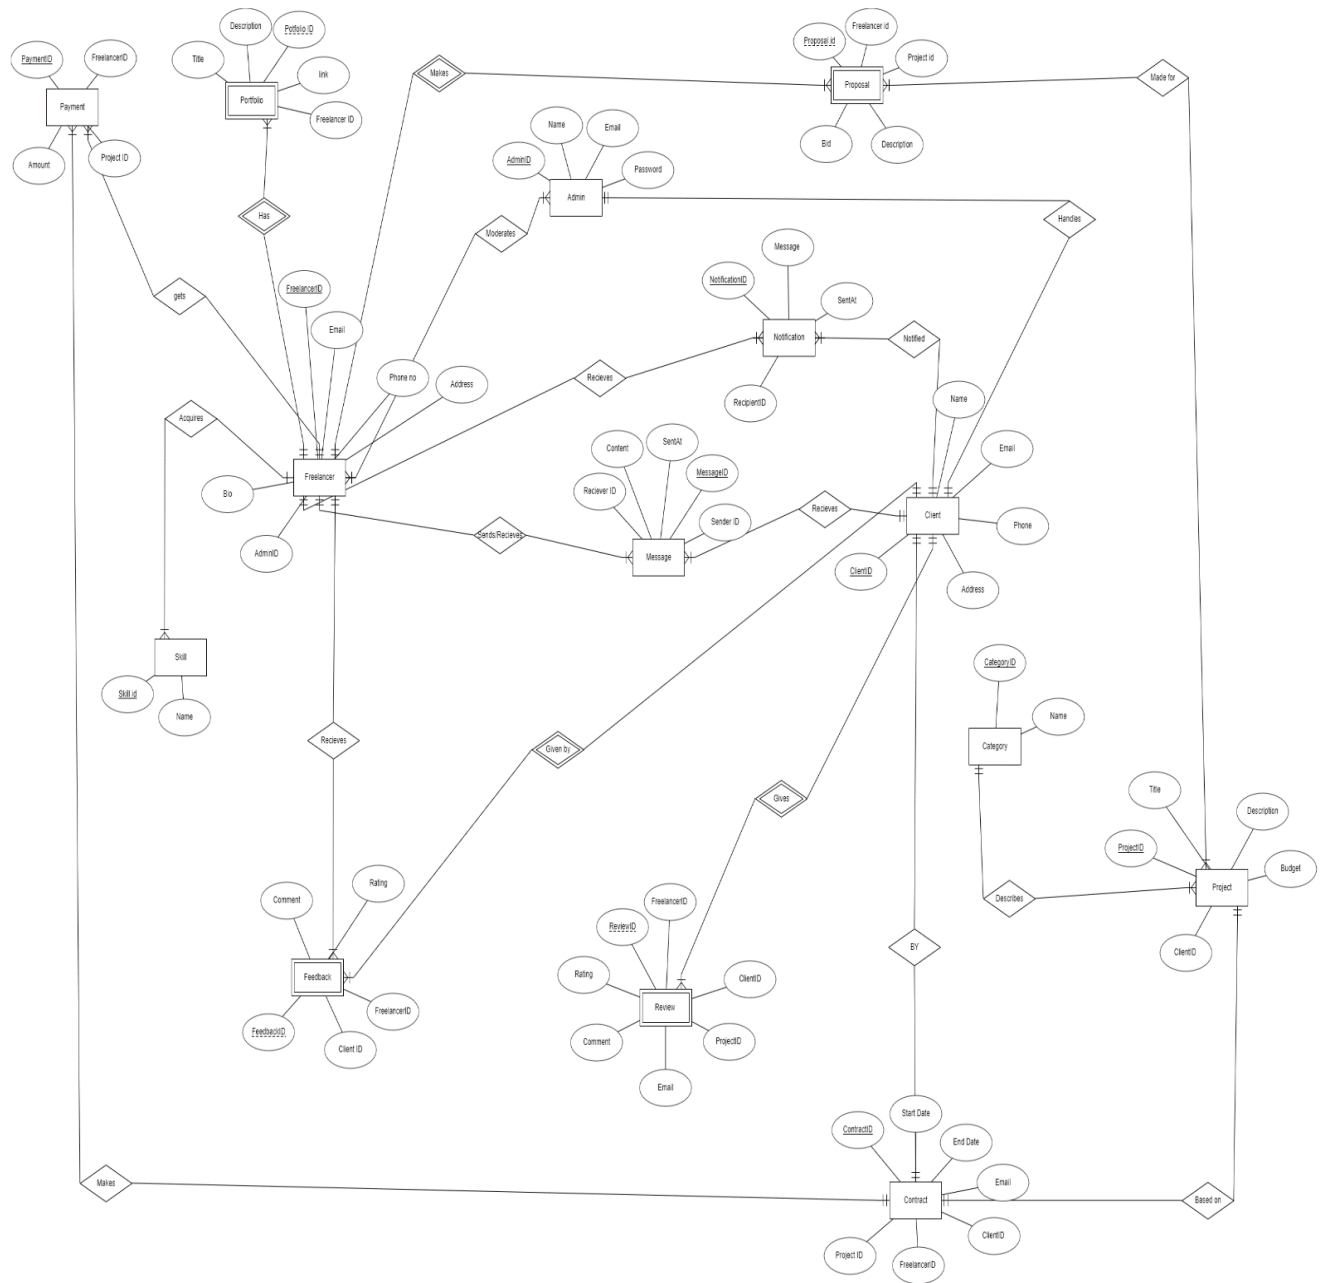 Description
Potfolio ID
Freelancer id
Proposal id
PaymentID
FreelancerID
Title
link
Project id
Makes
Made for
Payment
Portfolio
Proposal
Freelancer ID
Name
Email
Bid
Description
Amount
Project ID
AdminID
Password
Admin
Has
Moderates
Handles
Message
NotificationID
FreelancerID
gets
SentAt
Email
Notification
Notified
Phone no
Address
Recieves
RecipientID
Name
Acquires
Content
SentAt
Email
MessageID
Freelancer
Bio
Reciever ID
Sender ID
Recieves
Client
Phone
Sends/Recieves
AdminID
Message
ClientID
Address
Skill
CategoryID
Skill id
Name
Name
Recieves
Given by
Category
Title
Gives
Description
ProjectID
Budget
Rating
Project
Comment
FreelancerID
Describes
ReviewID
BY
ClientID
Feedback
Rating
ClientID
Review
FreelancerID
FeedbackID
Client ID
Comment
ProjectID
Email
Start Date
ContractID
End Date
Makes
Email
Contract
Based on
ClientID
Project ID
FreelancerID